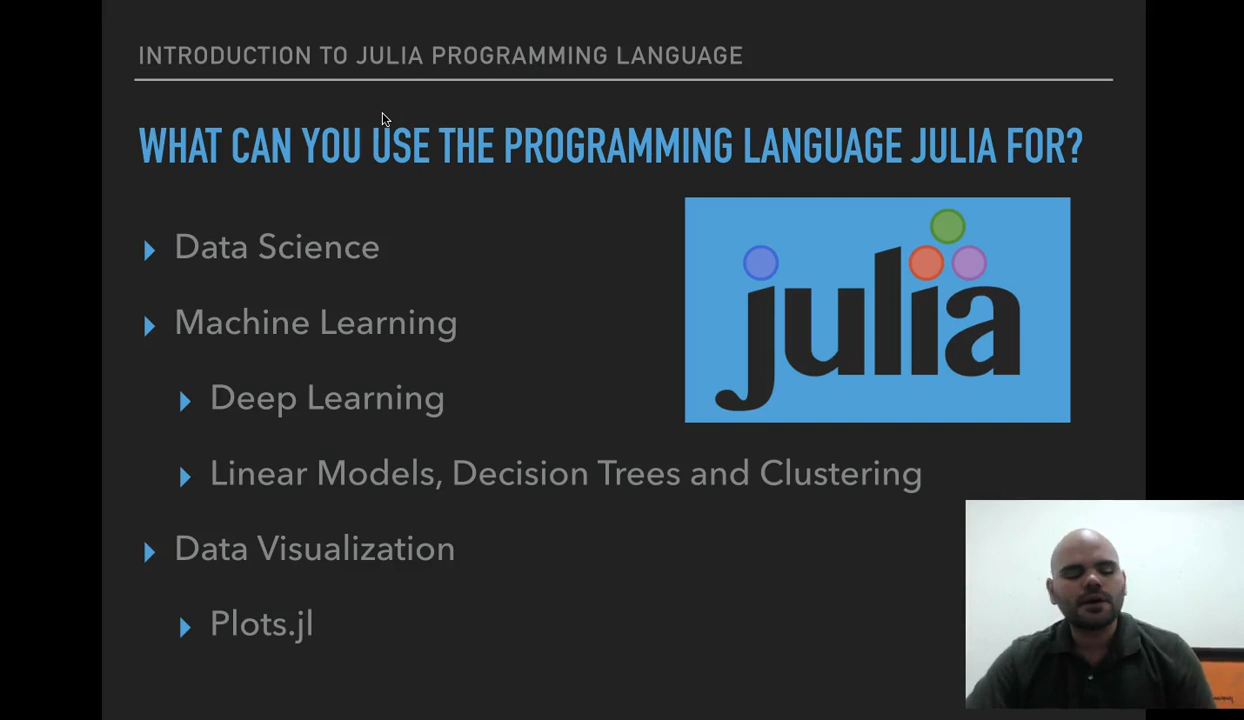 INTRODUCTION TO JULIA PROGRAMMING LANGUAGE
WHAT CAN YOU USE THE PROGRAMMING LANGUAGE JULIA FOR?
Data Science
julia
Machine Learning
Deep Learning
Linear Models, Decision Trees and Clustering
Data Visualization
Plots.jl